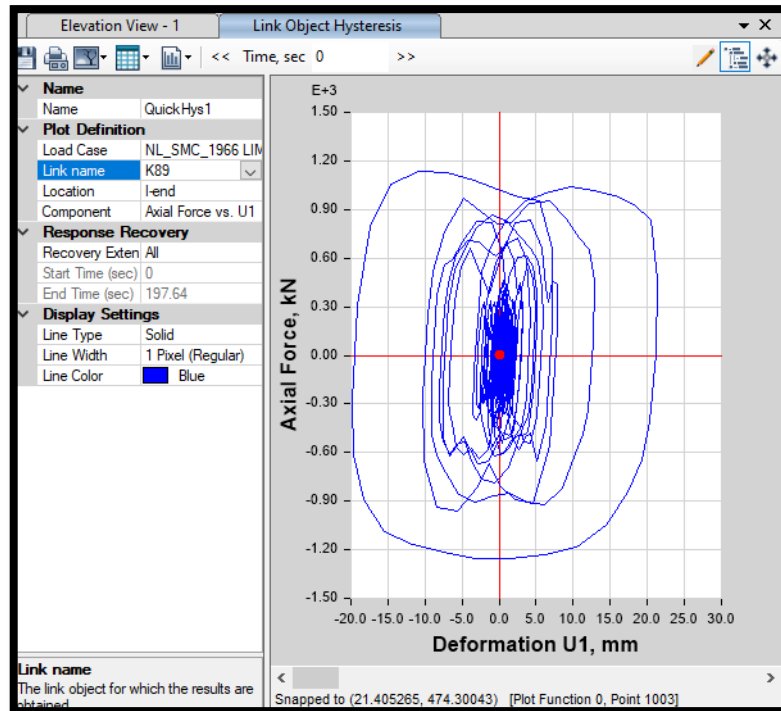 Elevation View - 1
Link Object Hysteresis
<< Time, sec 0 >>
Name
Name QuickHys1
Plot Definition
Load Case NL_SMC_1966 LIM
Link name K89
Location I-end
Component Axial Force vs. U1
Response Recovery
Recovery Exten All
Start Time (sec) 0
End Time (sec) 197.64
Display Settings
Line Type Solid
Line Width 1 Pixel (Regular)
Line Color Blue
Link name
The link object for which the results are
obtained
E+3
1.50
1.20
0.90
0.60
0.30
0.00
-0.30
-0.60
-0.90
-1.20
-1.50
Axial Force, kN
-20.0 -15.0 -10.0 -5.0 0.0 5.0 10.0 15.0 20.0 25.0 30.0
Deformation U1, mm
Snapped to (21.405265, 474.30043) [Plot Function 0, Point 1003]